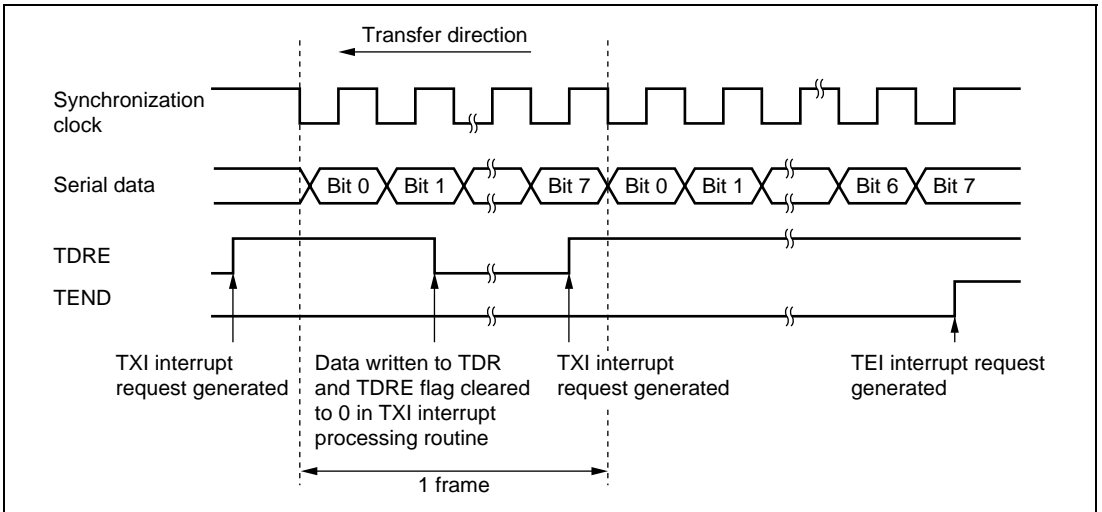 Transfer direction
Synchronization
clock
Serial data
Bit 0 Bit 1 Bit 7 Bit 0 Bit 1 Bit 6 Bit 7
TDRE
TEND
TXI interrupt
request generated
Data written to TDR
and TDRE flag cleared
to 0 in TXI interrupt
processing routine
TXI interrupt
request generated
TEI interrupt request
generated
1 frame